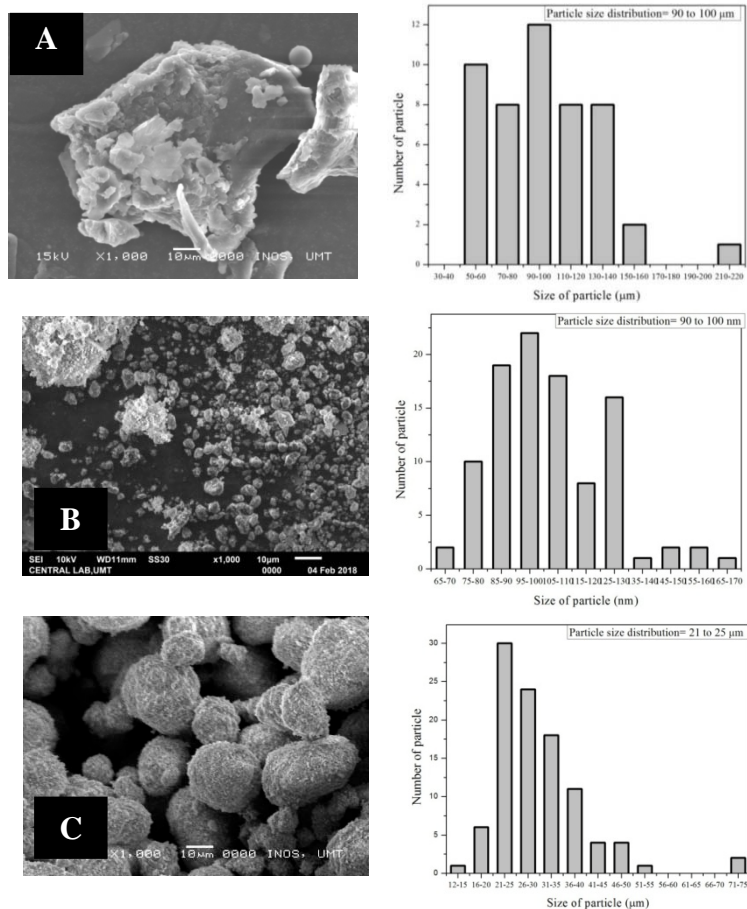 A
15kV X1,000 10μm 0000 INOS, UMT
Particle size distribution= 90 to 100 μm
Number of particle
12
10
8
6
4
2
0
30-40 50-60 70-80 90-100 110-120 130-140 150-160 170-180 190-200 210-220
Size of particle (μm)
B
SEI 10kV WD11mm SS30 x1,000 10μm
CENTRAL LAB,UMT 0000 04 Feb 2018
Particle size distribution= 90 to 100 nm
Number of particle
20
15
10
5
0
65-70 75-80 85-90 95-100 105-110 115-120 125-130 135-140 145-150 155-160 165-170
Size of particle (nm)
C
X1,000 10μm 0000 INOS, UMT
Particle size distribution= 21 to 25 μm
Number of particle
30
25
20
15
10
5
0
12-15 16-20 21-25 26-30 31-35 36-40 41-45 46-50 51-55 56-60 61-65 66-70 71-75
Size of particle (μm)